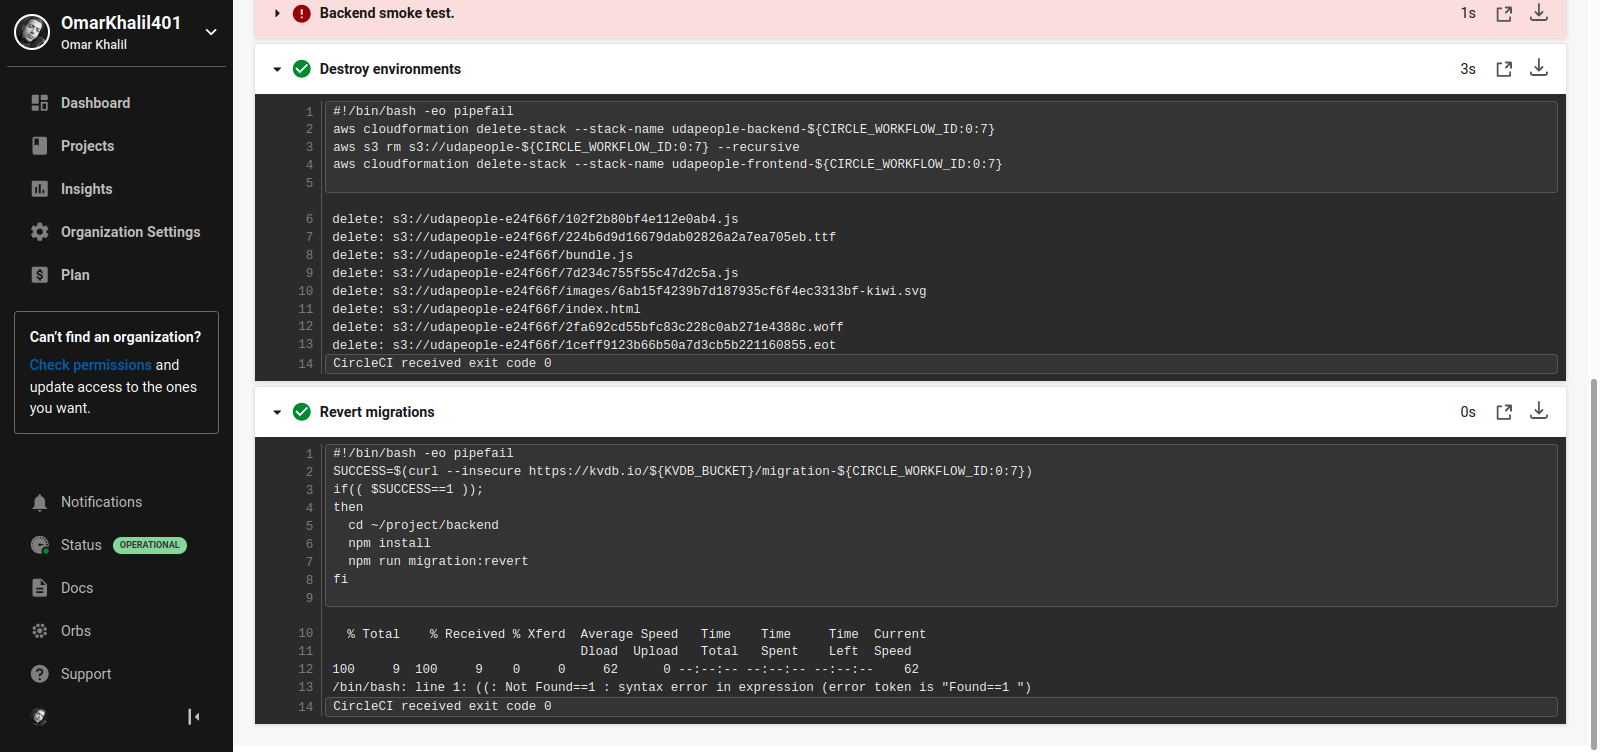 OmarKhalil401
Omar Khalil
Dashboard
Projects
Insights
Organization Settings
Plan
Can't find an organization?
Check permissions and
update access to the ones
you want.
Notifications
Status OPERATIONAL
Docs
Orbs
Support
Backend smoke test. 1s
Destroy environments 3s
1 #!/bin/bash -eo pipefail
2 aws cloudformation delete-stack --stack-name udapeople-backend-${CIRCLE_WORKFLOW_ID:0:7}
3 aws s3 rm s3://udapeople-${CIRCLE_WORKFLOW_ID:0:7} --recursive
4 aws cloudformation delete-stack --stack-name udapeople-frontend-${CIRCLE_WORKFLOW_ID:0:7}
5
6 delete: s3://udapeople-e24f66f/102f2b80bf4e112e0ab4.js
7 delete: s3://udapeople-e24f66f/224b6d9d16679dab02826a2a7ea705eb.ttf
8 delete: s3://udapeople-e24f66f/bundle.js
9 delete: s3://udapeople-e24f66f/7d234c755f55c47d2c5a.js
10 delete: s3://udapeople-e24f66f/images/6ab15f4239b7d187935cf6f4ec3313bf-kiwi.svg
11 delete: s3://udapeople-e24f66f/index.html
12 delete: s3://udapeople-e24f66f/2fa692cd55bfc83c228c0ab271e4388c.woff
13 delete: s3://udapeople-e24f66f/1ceff9123b66b50a7d3cb5b221160855.eot
14 CircleCI received exit code 0
Revert migrations 0s
1 #!/bin/bash -eo pipefail
2 SUCCESS=$(curl --insecure https://kvdb.io/${KVDB_BUCKET}/migration-${CIRCLE_WORKFLOW_ID:0:7})
3 if(( $SUCCESS==1 ));
4 then
5 cd ~/project/backend
6 npm install
7 npm run migration:revert
8 fi
9
10 % Total % Received % Xferd Average Speed Time Time Time Current
11 Dload Upload Total Spent Left Speed
12 100 9 100 9 0 0 62 0 --:--:-- --:--:-- --:--:-- 62
13 /bin/bash: line 1: ((: Not Found==1 : syntax error in expression (error token is "Found==1 ")
14 CircleCI received exit code 0